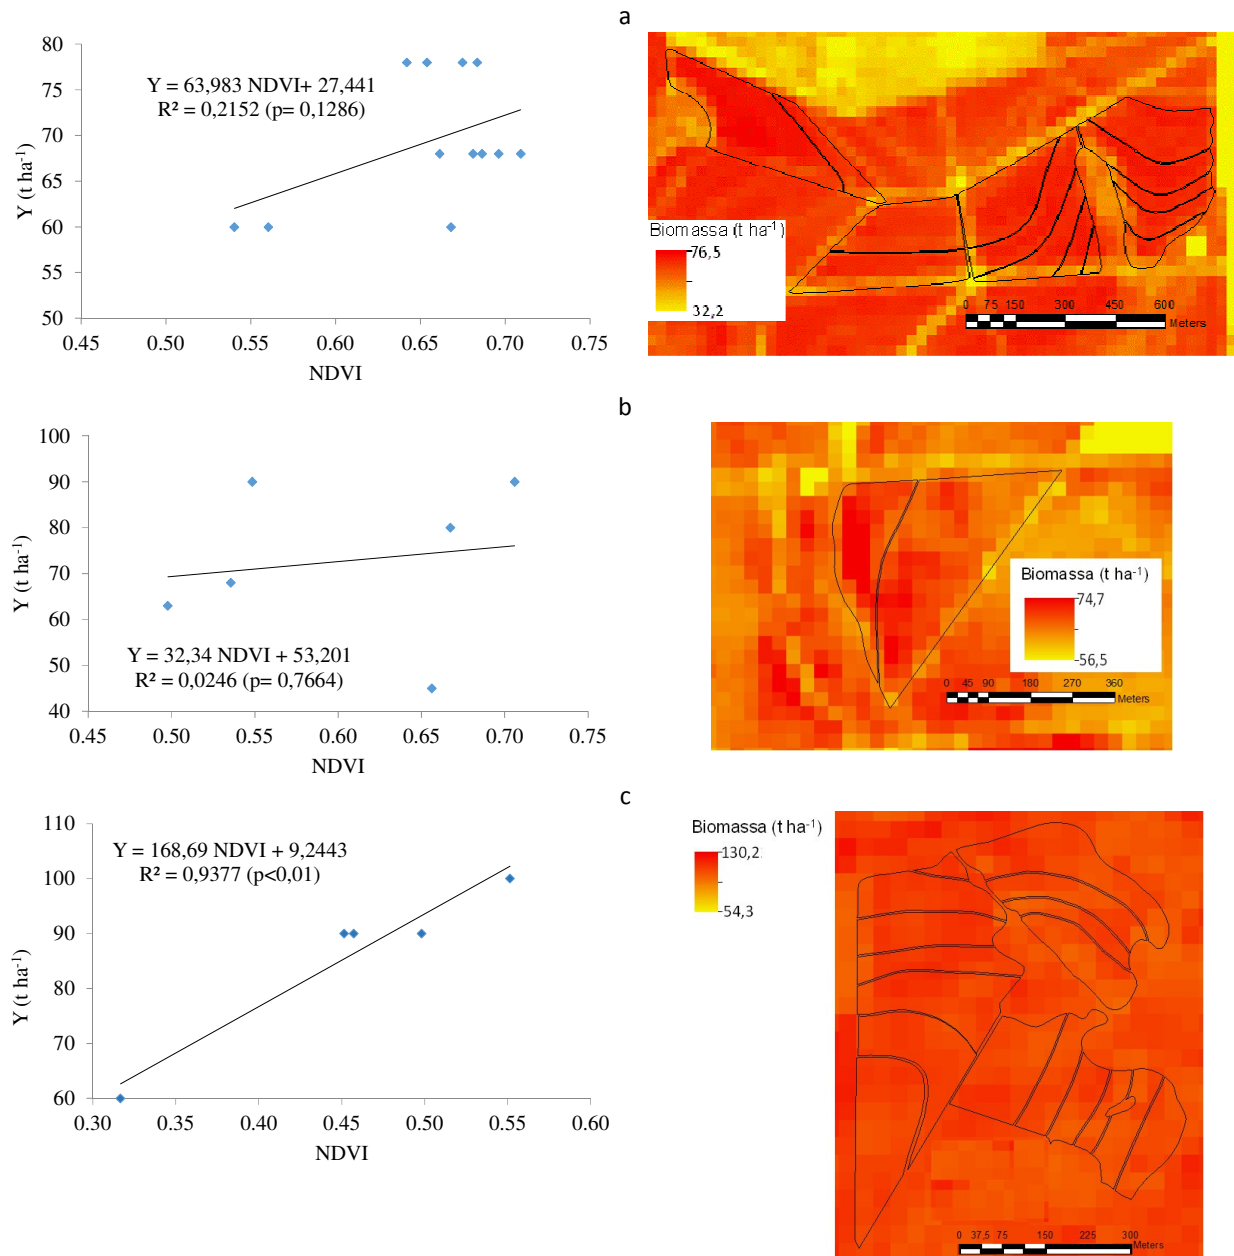 a
80
75
70
65
60
55
50
Y (t ha-1)
Y = 63,983 NDVI+ 27,441
R² = 0,2152 (p= 0,1286)
0.45 0.50 0.55 0.60 0.65 0.70 0.75
NDVI
Biomassa (t ha-1)
76,5
32,2
0 75 150 300 450 600
Meters
b
100
90
80
70
60
50
40
Y (t ha-1)
Y = 32,34 NDVI + 53,201
R² = 0,0246 (p= 0,7664)
0.45 0.50 0.55 0.60 0.65 0.70 0.75
NDVI
Biomassa (t ha-1)
74,7
56,5
0 45 90 180 270 360
Meters
c
110
100
90
80
70
60
Y (t ha-1)
Y = 168,69 NDVI + 9,2443
R² = 0,9377 (p<0,01)
0.30 0.35 0.40 0.45 0.50 0.55 0.60
NDVI
Biomassa (t ha-1)
130,2
54,3
0 37,5 75 150 225 300
Meters